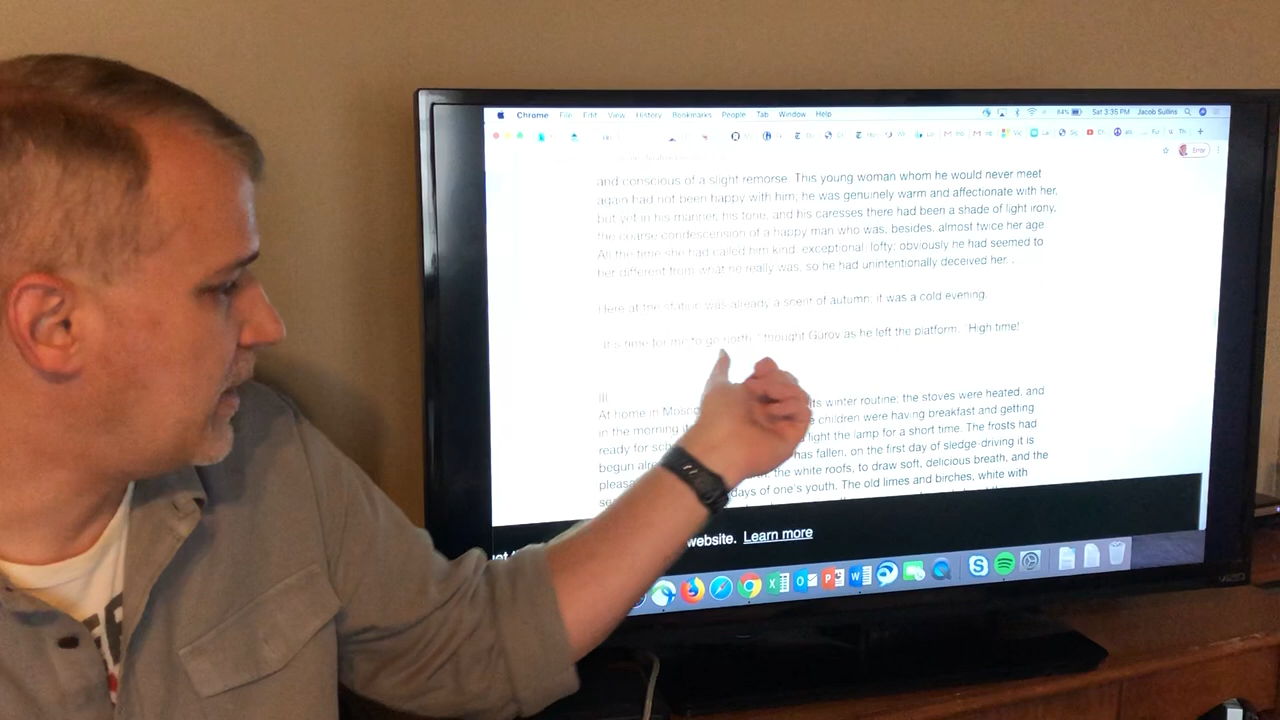 Chrome File Edit View History Bookmarks People Tab Window Help 84% Sat 3:35 PM Jacob Sullins
Error
and conscious of a slight remorse. This young woman whom he would never meet
again had not been happy with him; he was genuinely warm and affectionate with her,
but yet in his manner, his tone, and his caresses there had been a shade of light irony,
the coarse condescension of a happy man who was, besides, almost twice her age
All the time she had called him kind, exceptional, lofty; obviously he had seemed to
her different from what he really was, so he had unintentionally deceived her. . .
Here at the station was already a scent of autumn; it was a cold evening.
"It's time for me to go north," thought Gurov as he left the platform. "High time!"
III
At home in its winter routine; the stoves were heated, and
in the morning children were having breakfast and getting
ready for light the lamp for a short time. The frosts had
begun has fallen, on the first day of sledge-driving it is
the white roofs, to draw soft, delicious breath, and the
days of one's youth. The old limes and birches, white with
website. Learn more
VIZIO